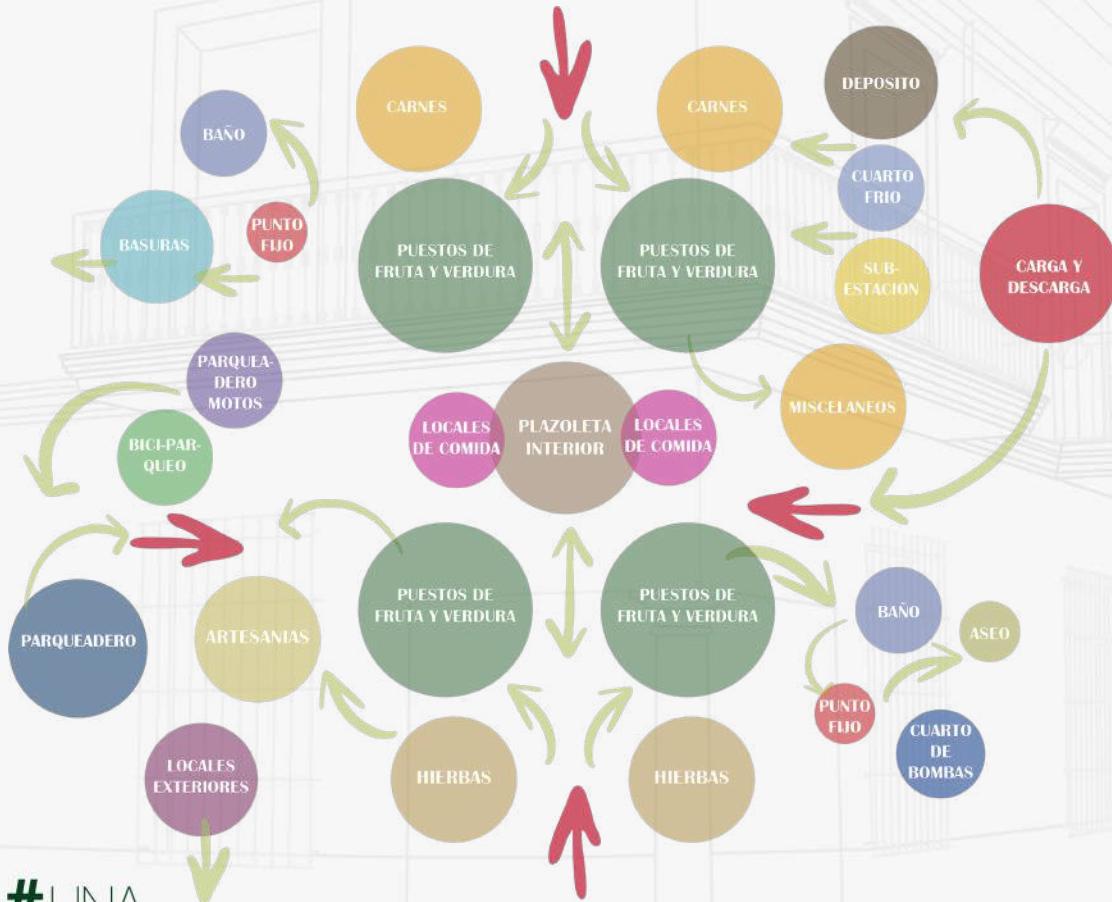 CARNES
CARNES
DEPOSITO
BAÑO
CUARTO
FRIO
PUNTO
FIJO
BASURAS
PUESTOS DE
FRUTA Y VERDURA
PUESTOS DE
FRUTA Y VERDURA
SUB-
ESTACION
CARGA Y
DESCARGA
PARQUEA-
DERO
MOTOS
BICI-PAR-
QUEO
LOCALES
DE COMIDA
PLAZOLETA
INTERIOR
LOCALES
DE COMIDA
MISCELANEOS
PARQUEADERO
ARTESANIAS
PUESTOS DE
FRUTA Y VERDURA
PUESTOS DE
FRUTA Y VERDURA
BAÑO
ASEO
PUNTO
FIJO
CUARTO
DE
BOMBAS
LOCALES
EXTERIORES
HIERBAS
HIERBAS
#UNA